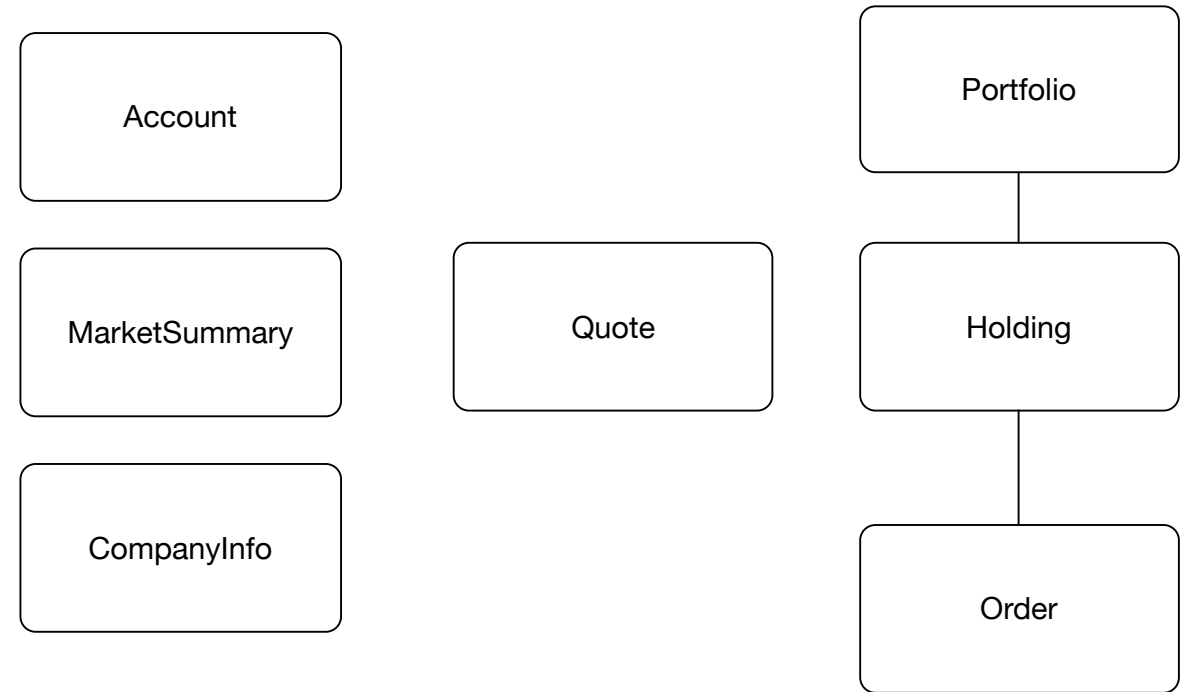 Account
Portfolio
MarketSummary
Quote
Holding
CompanyInfo
Order